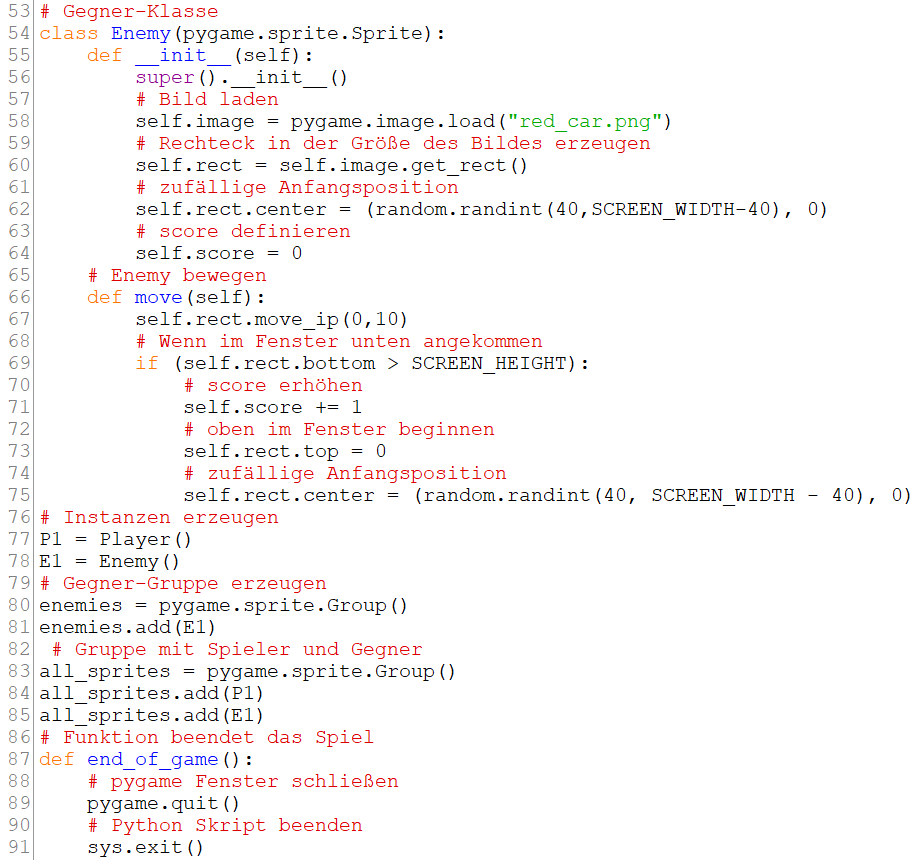 53 # Gegner-Klasse
54 class Enemy(pygame.sprite.Sprite):
55     def __init__(self):
56         super().__init__()
57         # Bild laden
58         self.image = pygame.image.load("red_car.png")
59         # Rechteck in der Größe des Bildes erzeugen
60         self.rect = self.image.get_rect()
61         # zufällige Anfangsposition
62         self.rect.center = (random.randint(40,SCREEN_WIDTH-40), 0)
63         # score definieren
64         self.score = 0
65     # Enemy bewegen
66     def move(self):
67         self.rect.move_ip(0,10)
68         # Wenn im Fenster unten angekommen
69         if (self.rect.bottom > SCREEN_HEIGHT):
70             # score erhöhen
71             self.score += 1
72             # oben im Fenster beginnen
73             self.rect.top = 0
74             # zufällige Anfangsposition
75             self.rect.center = (random.randint(40, SCREEN_WIDTH - 40), 0)
76 # Instanzen erzeugen
77 P1 = Player()
78 E1 = Enemy()
79 # Gegner-Gruppe erzeugen
80 enemies = pygame.sprite.Group()
81 enemies.add(E1)
82  # Gruppe mit Spieler und Gegner
83 all_sprites = pygame.sprite.Group()
84 all_sprites.add(P1)
85 all_sprites.add(E1)
86 # Funktion beendet das Spiel
87 def end_of_game():
88     # pygame Fenster schließen
89     pygame.quit()
90     # Python Skript beenden
91     sys.exit()